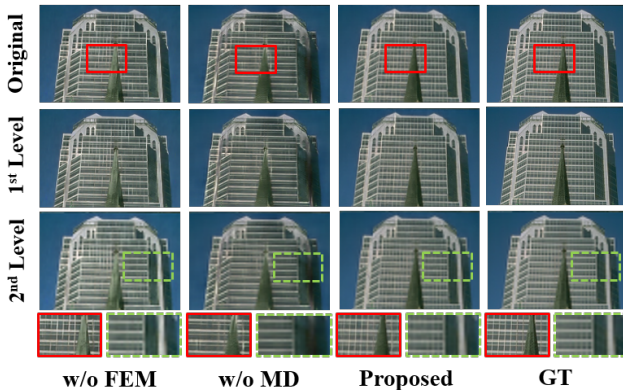 Original
1st Level
2nd Level
w/o FEM w/o MD Proposed GT